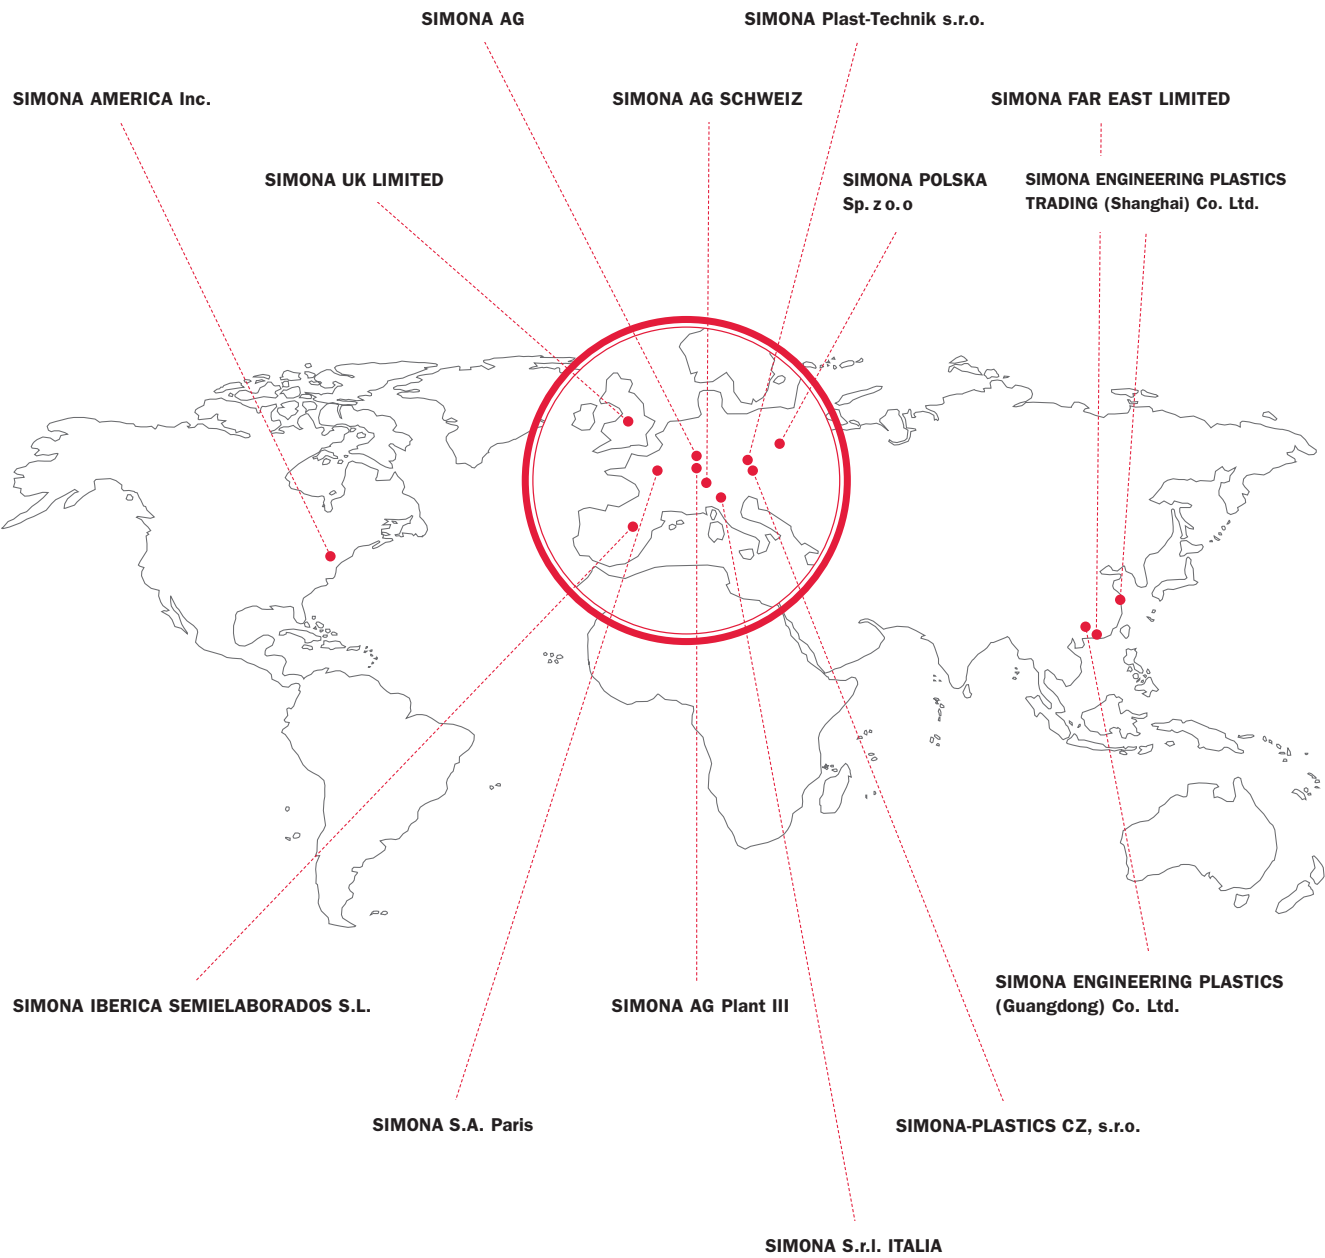 SIMONA AG
SIMONA Plast-Technik s.r.o.
SIMONA AMERICA Inc.
SIMONA AG SCHWEIZ
SIMONA FAR EAST LIMITED
SIMONA UK LIMITED
SIMONA POLSKA
Sp. z o. o
SIMONA ENGINEERING PLASTICS
TRADING (Shanghai) Co. Ltd.
SIMONA ENGINEERING PLASTICS
(Guangdong) Co. Ltd.
SIMONA IBERICA SEMIELABORADOS S.L.
SIMONA AG Plant III
SIMONA S.A. Paris
SIMONA-PLASTICS CZ, s.r.o.
SIMONA S.r.l. ITALIA